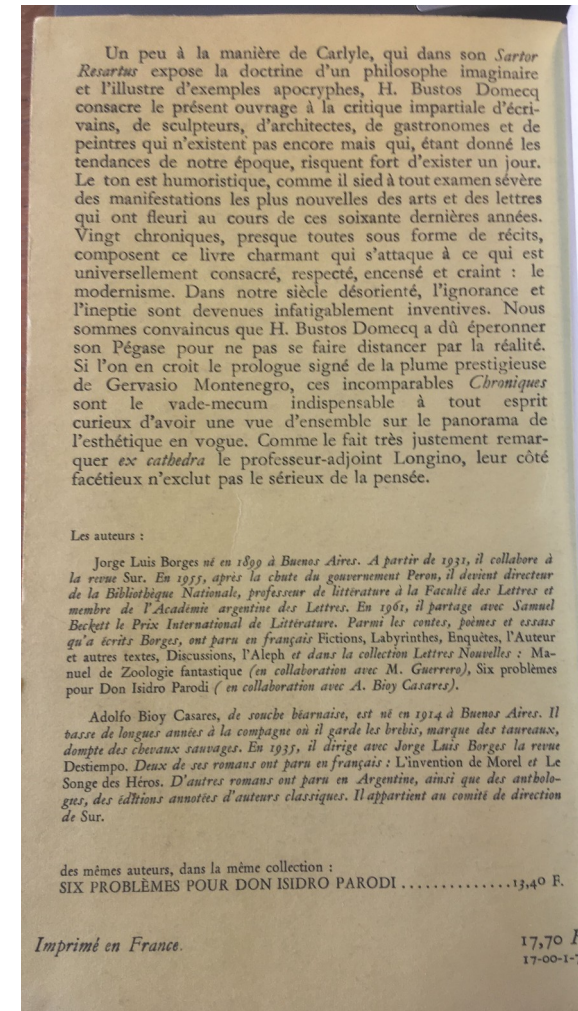 Un peu à la manière de Carlyle, qui dans son Sartor
Resartus expose la doctrine d'un philosophe imaginaire
et l'illustre d'exemples apocryphes, H. Bustos Domecq
consacre le présent ouvrage à la critique impartiale d'écri-
vains, de sculpteurs, d'architectes, de gastronomes et de
peintres qui n'existent pas encore mais qui, étant donné les
tendances de notre époque, risquent fort d'exister un jour.
Le ton est humoristique, comme il sied à tout examen sévère
des manifestations les plus nouvelles des arts et des lettres
qui ont fleuri au cours de ces soixante dernières années.
Vingt chroniques, presque toutes sous forme de récits,
composent ce livre charmant qui s'attaque à ce qui est
universellement consacré, respecté, encensé et craint : le
modernisme. Dans notre siècle désorienté, l'ignorance et
l'ineptie sont devenues infatigablement inventives. Nous
sommes convaincus que H. Bustos Domecq a dû éperonner
son Pégase pour ne pas se faire distancer par la réalité.
Si l'on en croit le prologue signé de la plume prestigieuse
de Gervasio Montenegro, ces incomparables Chroniques
sont le vade-mecum indispensable à tout esprit
curieux d'avoir une vue d'ensemble sur le panorama de
l'esthétique en vogue. Comme le fait très justement remar-
quer ex cathedra le professeur-adjoint Longino, leur côté
facétieux n'exclut pas le sérieux de la pensée.
Les auteurs :
Jorge Luis Borges né en 1899 à Buenos Aires. A partir de 1931, il collabore à
la revue Sur. En 1955, après la chute du gouvernement Peron, il devient directeur
de la Bibliothèque Nationale, professeur de littérature à la Faculté des Lettres et
membre de l'Académie argentine des Lettres. En 1961, il partage avec Samuel
Beckett le Prix International de Littérature. Parmi les contes, poèmes et essais
qu'a écrits Borges, ont paru en français Fictions, Labyrinthes, Enquêtes, l'Auteur
et autres textes, Discussions, l'Aleph et dans la collection Lettres Nouvelles : Ma-
nuel de Zoologie fantastique (en collaboration avec M. Guerrero), Six problèmes
pour Don Isidro Parodi ( en collaboration avec A. Bioy Casares).
Adolfo Bioy Casares, de souche béarnaise, est né en 1914 à Buenos Aires. Il
passe de longues années à la compagne où il garde les brebis, marque des taureaux,
dompte des chevaux sauvages. En 1935, il dirige avec Jorge Luis Borges la revue
Destiempo. Deux de ses romans ont paru en français : L'invention de Morel et Le
Songe des Héros. D'autres romans ont paru en Argentine, ainsi que des antholo-
gies, des éditions annotées d'auteurs classiques. Il appartient au comité de direction
de Sur.
des mêmes auteurs, dans la même collection :
SIX PROBLÈMES POUR DON ISIDRO PARODI ..............13,40 F.
Imprimé en France.
17,70
17-00-1-